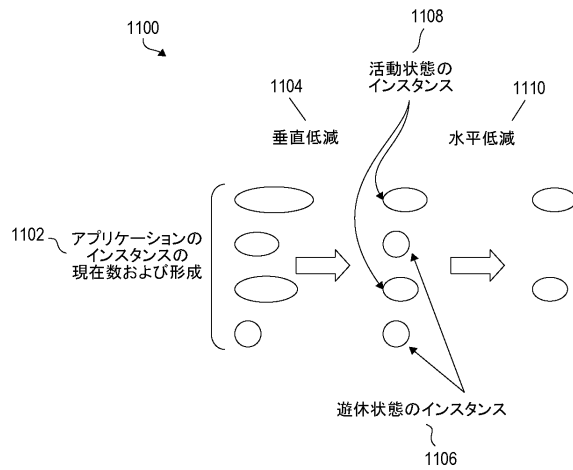 1100
1108
活動状態の
インスタンス
1104
垂直低減
1110
水平低減
1102
アプリケーションの
インスタンスの
現在数および形成
遊休状態のインスタンス
1106